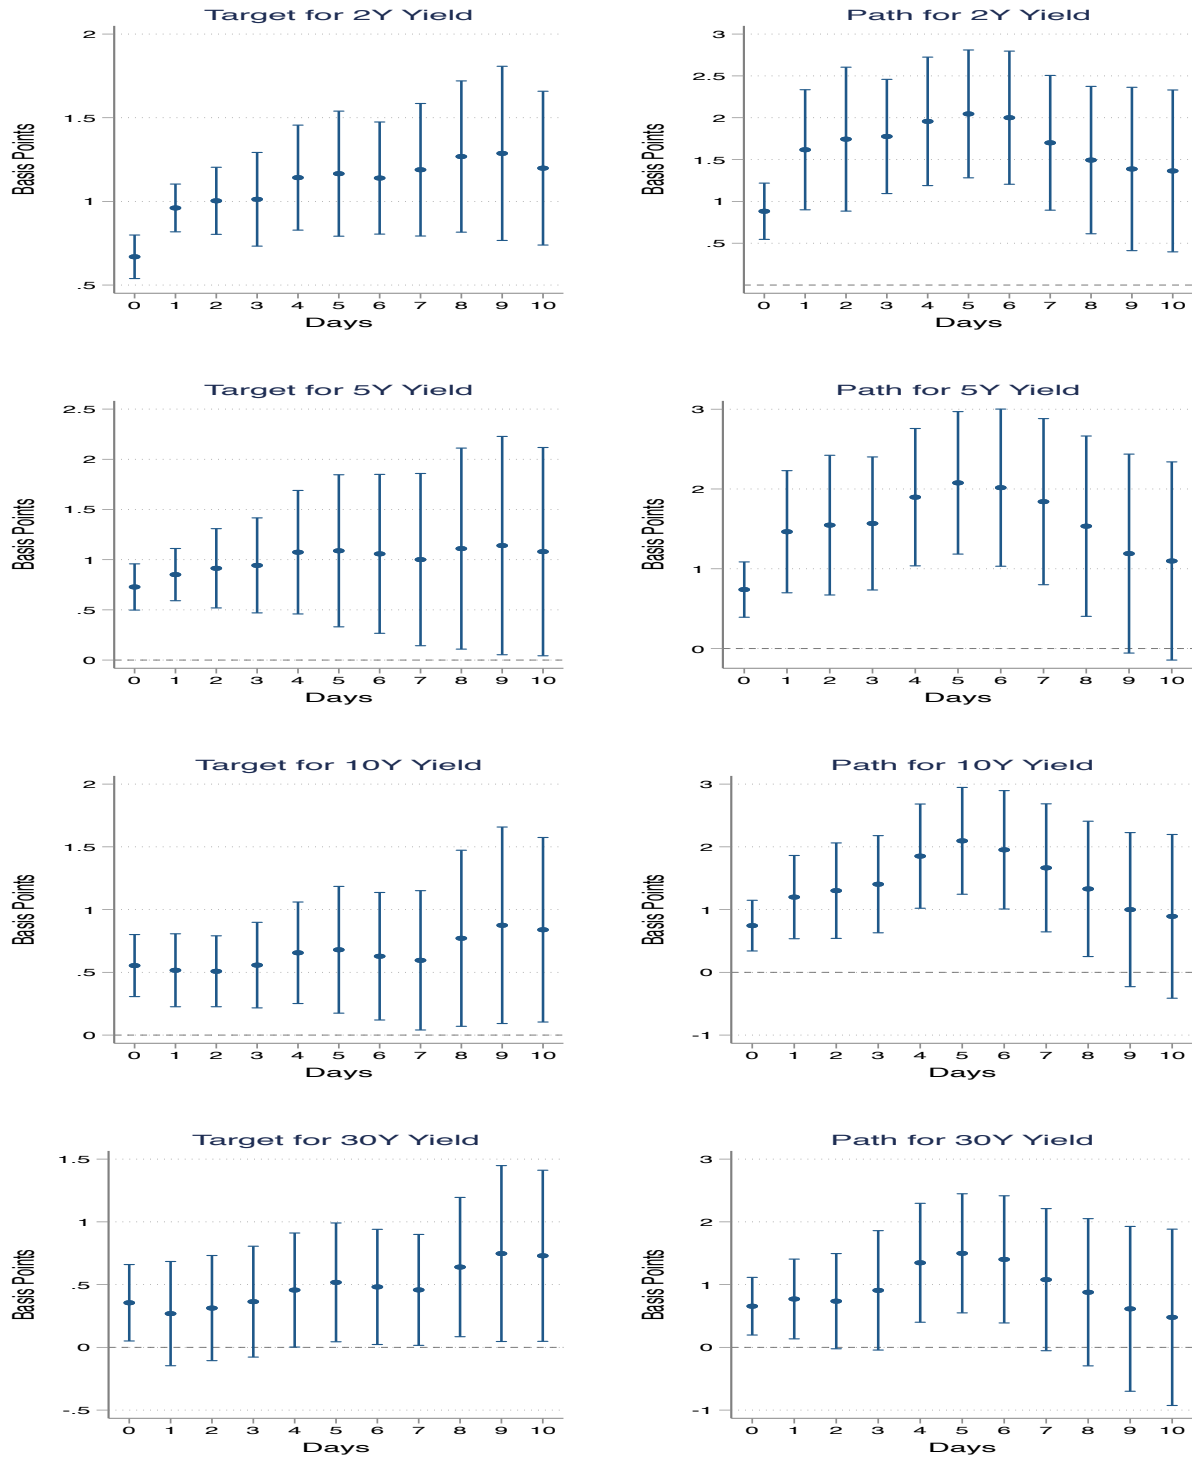 Target for 2Y Yield
Basis Points
2
1.5
1
.5
0 1 2 3 4 5 6 7 8 9 10
Days
Path for 2Y Yield
Basis Points
3
2.5
2
1.5
1
.5
0 1 2 3 4 5 6 7 8 9 10
Days
Target for 5Y Yield
Basis Points
2.5
2
1.5
1
.5
0
0 1 2 3 4 5 6 7 8 9 10
Days
Path for 5Y Yield
Basis Points
3
2
1
0
0 1 2 3 4 5 6 7 8 9 10
Days
Target for 10Y Yield
Basis Points
2
1.5
1
.5
0
0 1 2 3 4 5 6 7 8 9 10
Days
Path for 10Y Yield
Basis Points
3
2
1
0
-1
0 1 2 3 4 5 6 7 8 9 10
Days
Target for 30Y Yield
Basis Points
1.5
1
.5
0
-.5
0 1 2 3 4 5 6 7 8 9 10
Days
Path for 30Y Yield
Basis Points
3
2
1
0
-1
0 1 2 3 4 5 6 7 8 9 10
Days